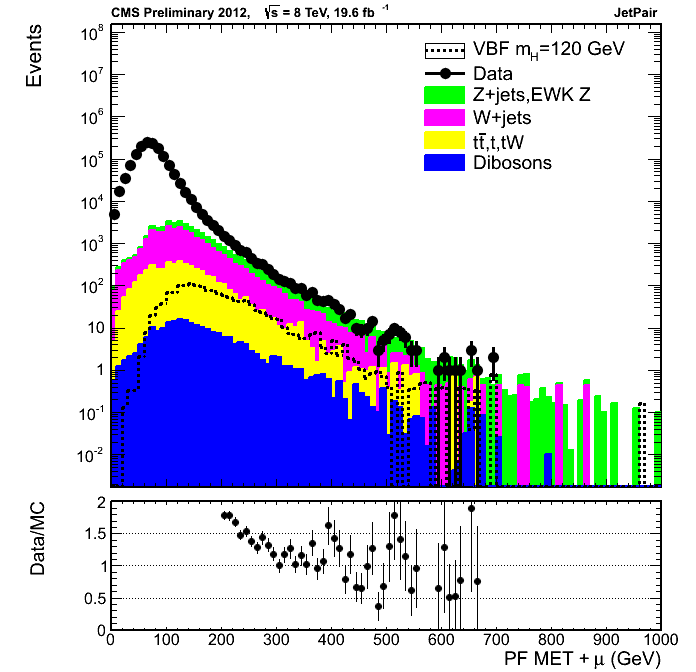 CMS Preliminary 2012, √s = 8 TeV, 19.6 fb⁻¹ JetPair
Events
10⁸
10⁷
10⁶
10⁵
10⁴
10³
10²
10
1
10⁻¹
10⁻²
VBF m_H=120 GeV
Data
Z+jets,EWK Z
W+jets
tt̄,t,tW
Dibosons
Data/MC
2
1.5
1
0.5
0
0 100 200 300 400 500 600 700 800 900 1000
PF MET + μ (GeV)